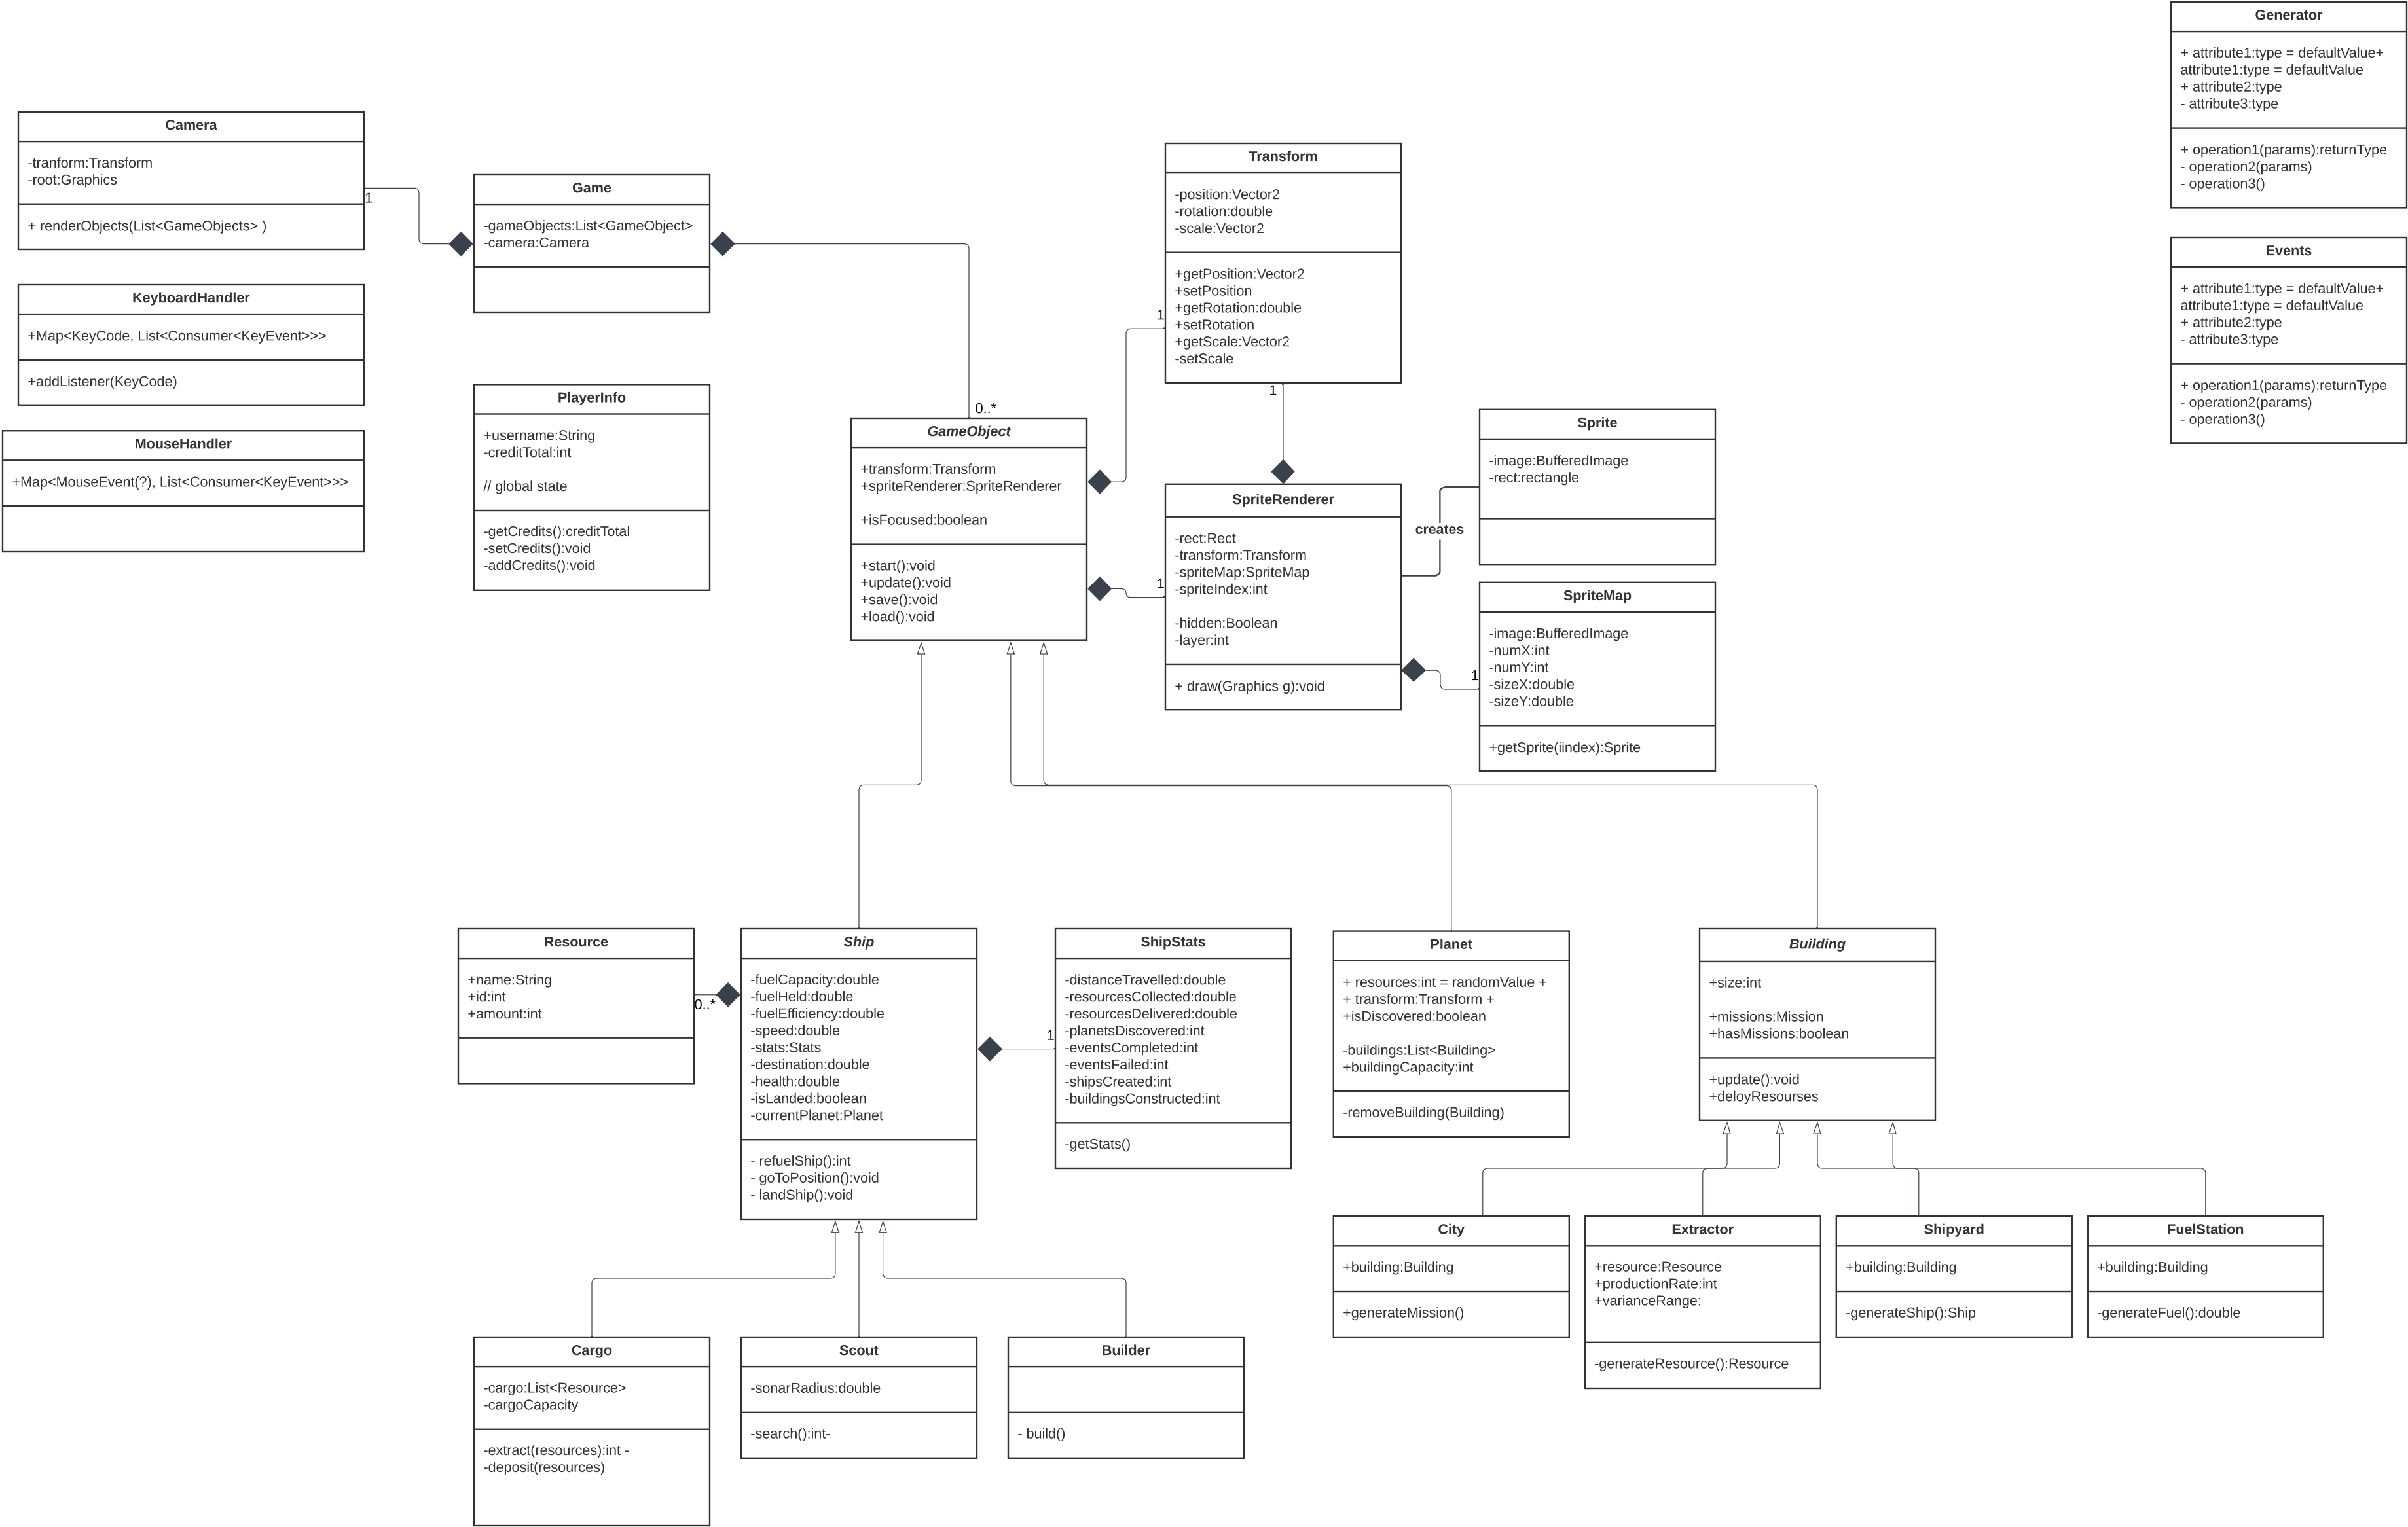 Generator
+ attribute1:type = defaultValue+
attribute1:type = defaultValue
+ attribute2:type
- attribute3:type
+ operation1(params):returnType
- operation2(params)
- operation3()
Events
+ attribute1:type = defaultValue+
attribute1:type = defaultValue
+ attribute2:type
- attribute3:type
+ operation1(params):returnType
- operation2(params)
- operation3()
Camera
-tranform:Transform
-root:Graphics
+ renderObjects(List<GameObjects> )
1
KeyboardHandler
+Map<KeyCode, List<Consumer<KeyEvent>>>
+addListener(KeyCode)
MouseHandler
+Map<MouseEvent(?), List<Consumer<KeyEvent>>>
Game
-gameObjects:List<GameObject>
-camera:Camera
PlayerInfo
+username:String
-creditTotal:int
// global state
-getCredits():creditTotal
-setCredits():void
-addCredits():void
0..*
GameObject
+transform:Transform
+spriteRenderer:SpriteRenderer
+isFocused:boolean
+start():void
+update():void
+save():void
+load():void
Transform
-position:Vector2
-rotation:double
-scale:Vector2
+getPosition:Vector2
+setPosition
+getRotation:double
+setRotation
+getScale:Vector2
-setScale
1
1
SpriteRenderer
-rect:Rect
-transform:Transform
-spriteMap:SpriteMap
-spriteIndex:int
-hidden:Boolean
-layer:int
+ draw(Graphics g):void
1
creates
Sprite
-image:BufferedImage
-rect:rectangle
SpriteMap
-image:BufferedImage
-numX:int
-numY:int
-sizeX:double
-sizeY:double
+getSprite(iindex):Sprite
1
Resource
+name:String
+id:int
+amount:int
0..*
Ship
-fuelCapacity:double
-fuelHeld:double
-fuelEfficiency:double
-speed:double
-stats:Stats
-destination:double
-health:double
-isLanded:boolean
-currentPlanet:Planet
- refuelShip():int
- goToPosition():void
- landShip():void
1
ShipStats
-distanceTravelled:double
-resourcesCollected:double
-resourcesDelivered:double
-planetsDiscovered:int
-eventsCompleted:int
-eventsFailed:int
-shipsCreated:int
-buildingsConstructed:int
-getStats()
Planet
+ resources:int = randomValue +
+ transform:Transform +
+isDiscovered:boolean
-buildings:List<Building>
+buildingCapacity:int
-removeBuilding(Building)
Building
+size:int
+missions:Mission
+hasMissions:boolean
+update():void
+deloyResourses
Cargo
-cargo:List<Resource>
-cargoCapacity
-extract(resources):int -
-deposit(resources)
Scout
-sonarRadius:double
-search():int-
Builder
- build()
City
+building:Building
+generateMission()
Extractor
+resource:Resource
+productionRate:int
+varianceRange:
-generateResource():Resource
Shipyard
+building:Building
-generateShip():Ship
FuelStation
+building:Building
-generateFuel():double